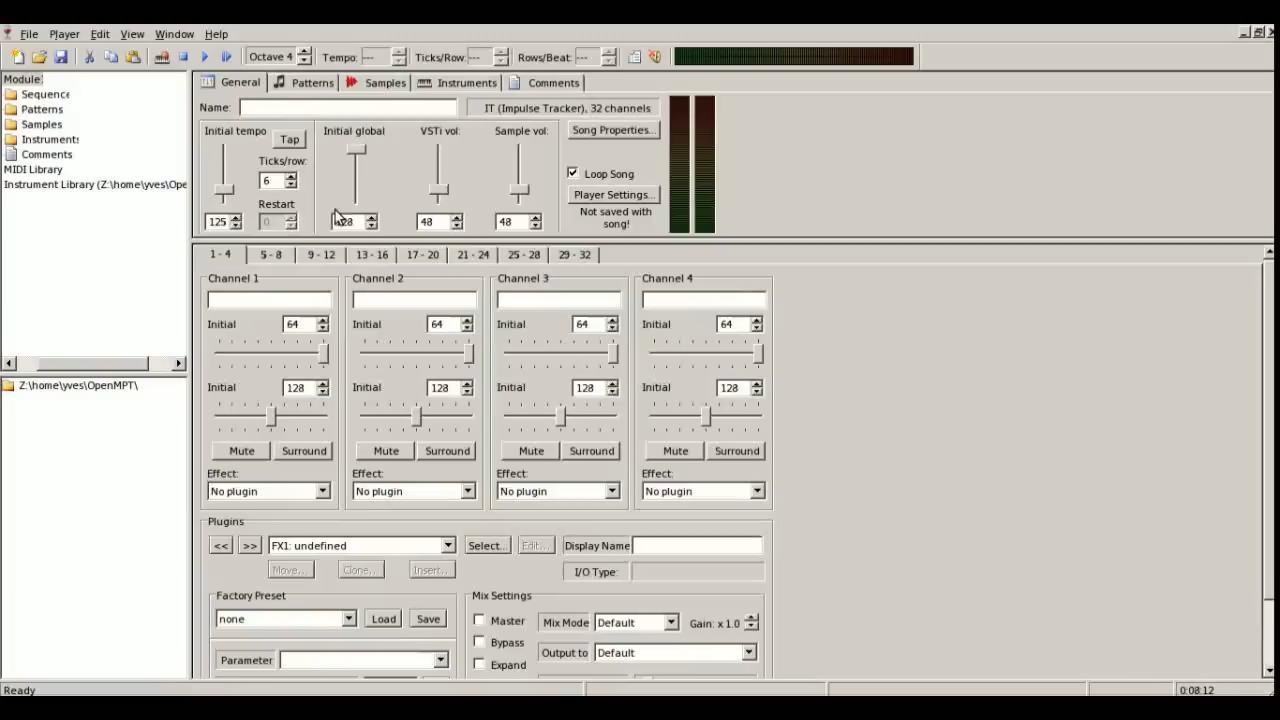 File Player Edit View Window Help
Octave 4 Tempo: --- Ticks/Row: --- Rows/Beat: ---
Module:
Sequence
Patterns
Samples
Instruments
Comments
MIDI Library
Instrument Library (Z:\home\yves\Ope
Z:\home\yves\OpenMPT\
General Patterns Samples Instruments Comments
Name: IT (Impulse Tracker), 32 channels
Initial tempo Initial global VSTi vol: Sample vol: Song Properties...
Tap
Ticks/row:
6
Loop Song
Player Settings...
Restart
Not saved with
song!
125 0 128 48 48
1 - 4 5 - 8 9 - 12 13 - 16 17 - 20 21 - 24 25 - 28 29 - 32
Channel 1 Channel 2 Channel 3 Channel 4
Initial 64 Initial 64 Initial 64 Initial 64
Initial 128 Initial 128 Initial 128 Initial 128
Mute Surround Mute Surround Mute Surround Mute Surround
Effect: Effect: Effect: Effect:
No plugin No plugin No plugin No plugin
Plugins
<< >> FX1: undefined Select... Edit... Display Name
Move... Clone... Insert... I/O Type:
Factory Preset Mix Settings
none Load Save Master Mix Mode Default Gain: x 1.0
Bypass
Output to Default
Parameter Expand
Ready 0:08:12